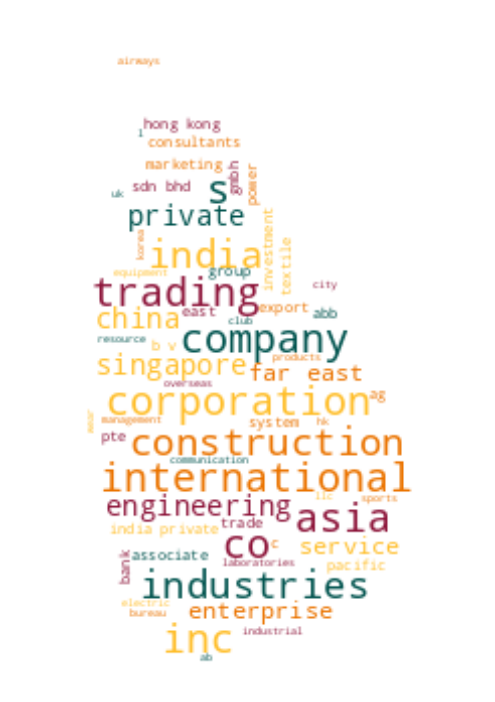 airways
hong kong
l
consultants
marketing
gmbh
power
sdn bhd
s
uk
private
investment
textile
korea
india
group
equipment
trading
city
east
export
abb
china
club
company
resource
b v
products
singapore
far east
overseas
corporation
ag
management
system
hk
pte
construction
communication
international
llc
sports
engineering
asia
trade
india private
co
c
service
associate
bank
laboratories
pacific
industries
electric
bureau
enterprise
inc
industrial
ab